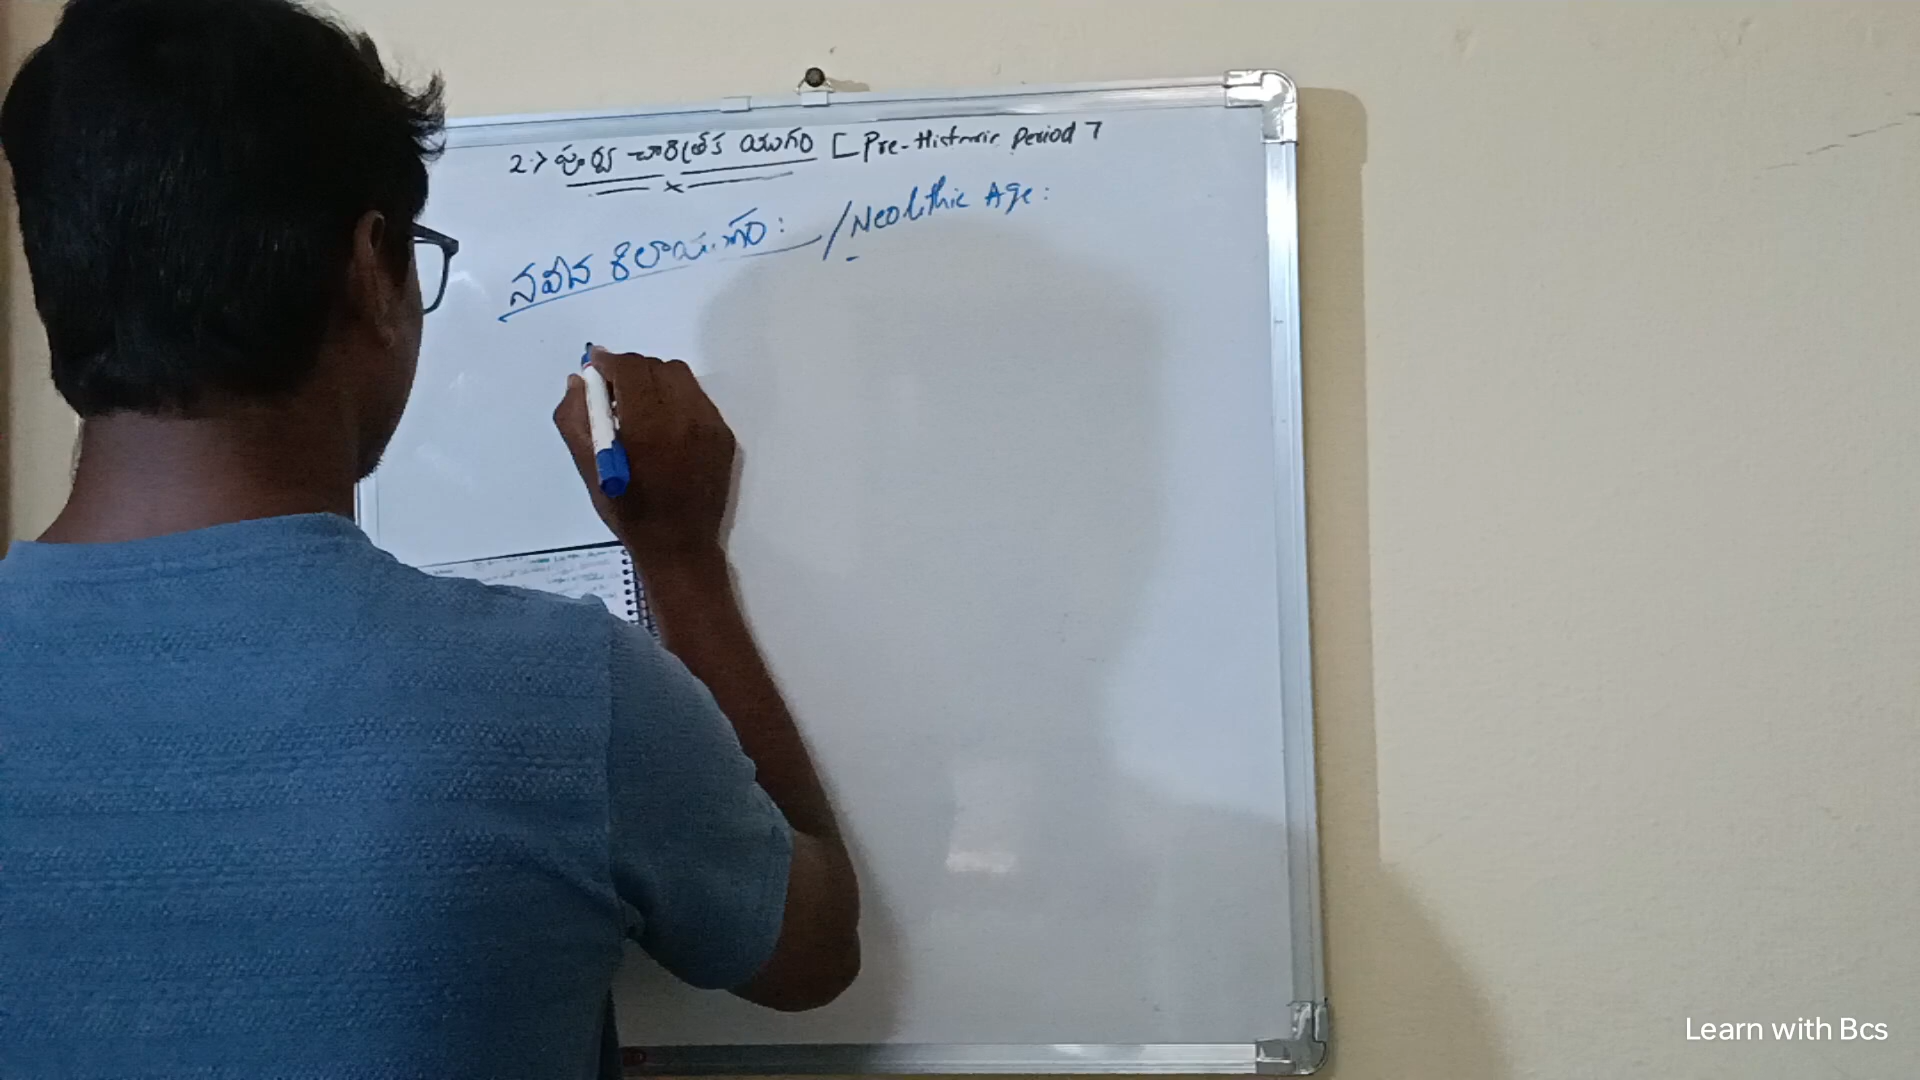 2.> పూర్వ చారిత్రక యుగం [Pre-Historic Period]
నవీన శిలాయుగం: / Neolithic Age:
Learn with Bcs